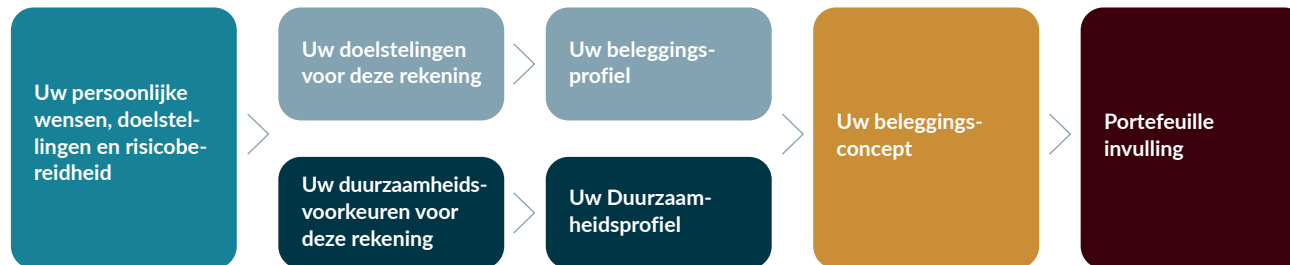 Uw persoonlijke
wensen, doelstel-
lingen en risicobe-
reidheid
Uw doelstelingen
voor deze rekening
Uw beleggings-
profiel
Uw duurzaamheids-
voorkeuren voor
deze rekening
Uw Duurzaam-
heidsprofiel
Uw beleggings-
concept
Portefeuille
invulling